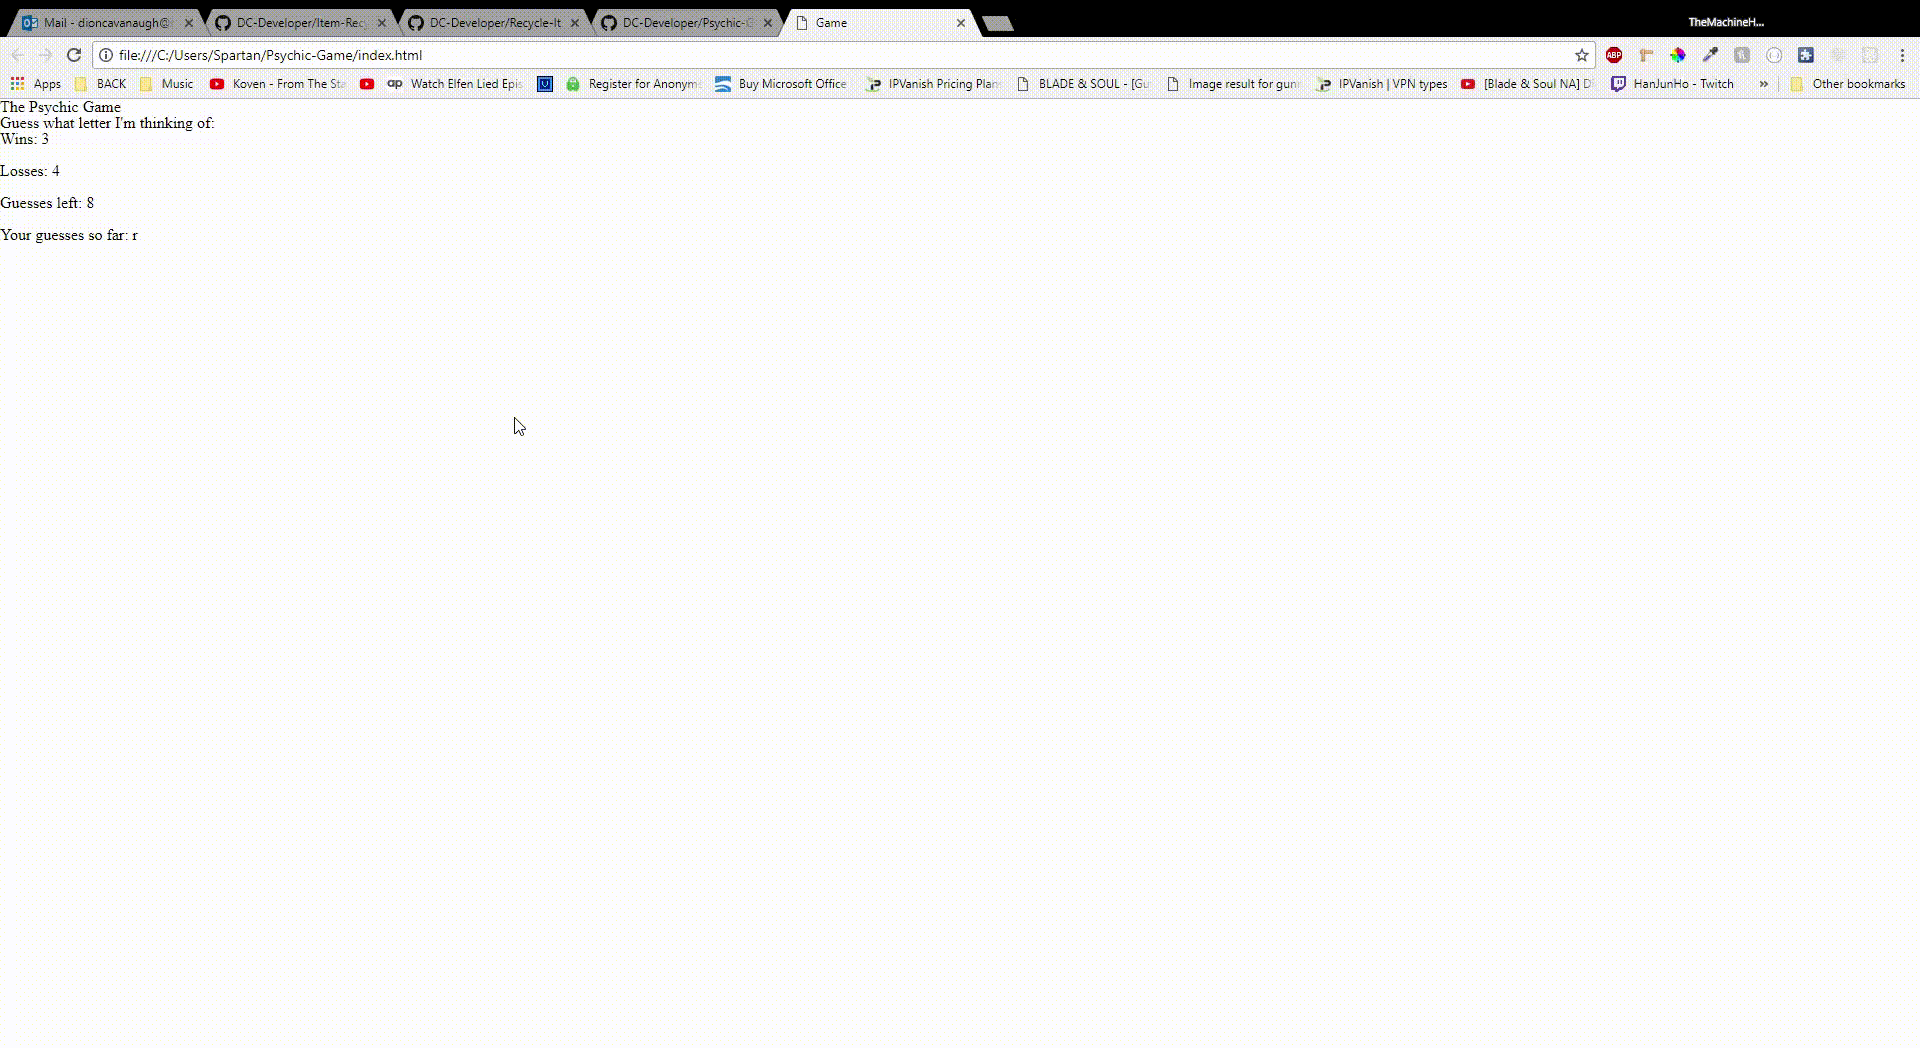 Mail - dioncavanaugh@ DC-Developer/Item-Recy DC-Developer/Recycle-It DC-Developer/Psychic-G Game TheMachineH...
file:///C:/Users/Spartan/Psychic-Game/index.html ABP
Apps BACK Music Koven - From The Sta ap Watch Elfen Lied Epis U Register for Anonym Buy Microsoft Office IPVanish Pricing Plan BLADE & SOUL - [Gu Image result for gun IPVanish | VPN types [Blade & Soul NA] D HanJunHo - Twitch » Other bookmarks
The Psychic Game
Guess what letter I'm thinking of:
Wins: 3
Losses: 4
Guesses left: 8
Your guesses so far: r